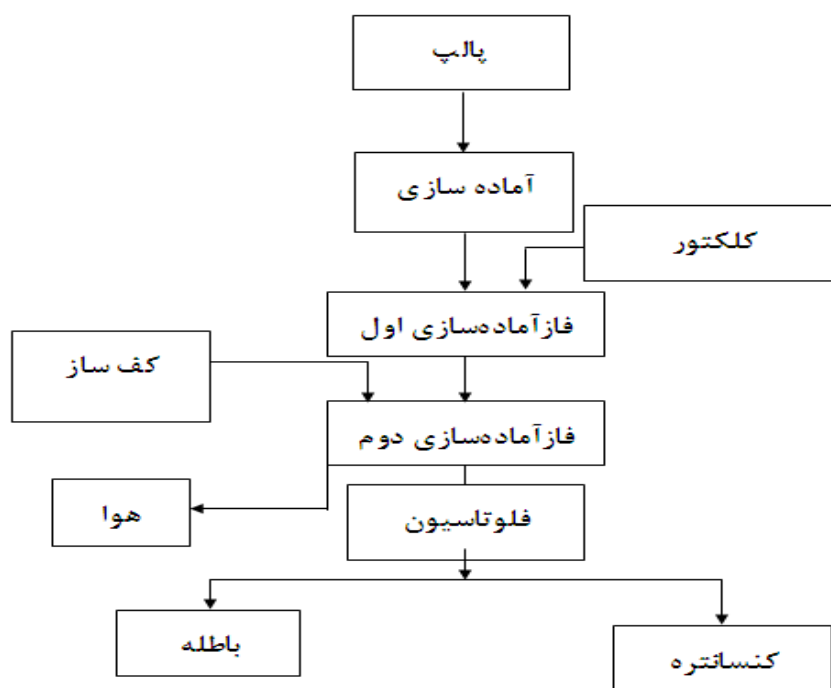 پالپ
آماده سازی
کلکتور
فازآماده‌سازی اول
کف ساز
فازآماده‌سازی دوم
هوا
فلوتاسیون
باطله
کنسانتره